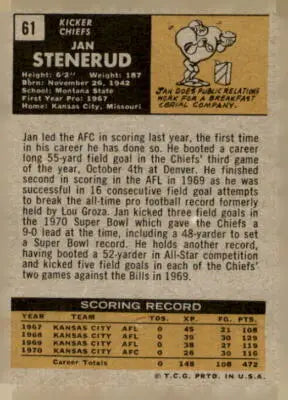 61
KICKER
CHIEFS
JAN
STENERUD
Height: 6'2" Weight: 187
Born: November 26, 1942
School: Montana State
First Year Pro: 1967
Home: Kansas City, Missouri
JAN DOES PUBLIC RELATIONS
WORK FOR A BREAKFAST
CEREAL COMPANY.
Jan led the AFC in scoring last year, the first time
in his career he has done so. He booted a career
long 55-yard field goal in the Chiefs' third game
of the year, October 4th at Denver. He finished
second in scoring in the AFL in 1969 as he was
successful in 16 consecutive field goal attempts
to break the all-time pro football record formerly
held by Lou Groza. Jan kicked three field goals in
the 1970 Super Bowl which gave the Chiefs a
9-0 lead at the time, including a 48-yarder to set
a Super Bowl record. He holds another record,
having booted a 52-yarder in All-Star competition
and kicked five field goals in each of the Chiefs'
two games against the Bills in 1969.
SCORING RECORD
YEAR TEAM TDS. XP. FG. PTS.
1967 KANSAS CITY AFL 0 45 21 108
1968 KANSAS CITY AFL 0 39 30 129
1969 KANSAS CITY AFL 0 38 27 119
1970 KANSAS CITY AFC 0 26 30 116
Career Totals 0 148 108 472
© T.C.G. PRTD. IN U.S.A.